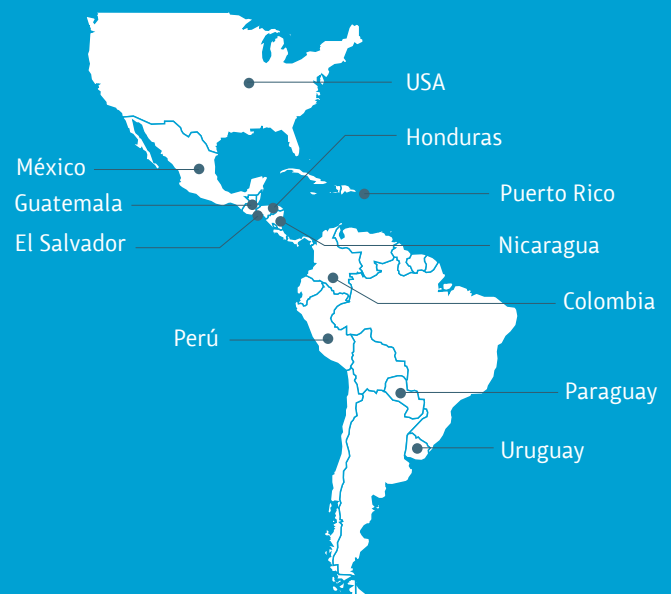 USA
Honduras
México
Puerto Rico
Guatemala
El Salvador
Nicaragua
Colombia
Perú
Paraguay
Uruguay